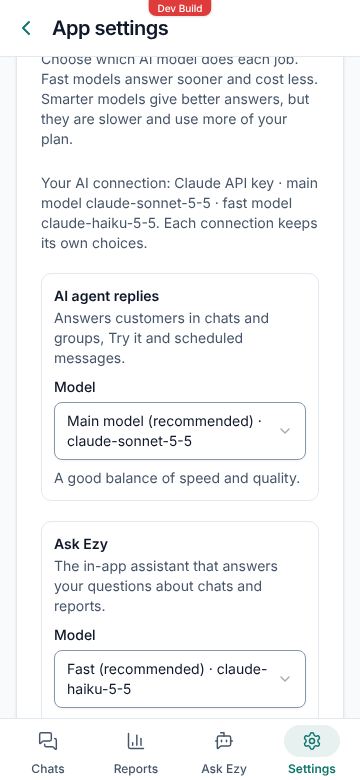 Dev Build
App settings
Choose which AI model does each job.
Fast models answer sooner and cost less.
Smarter models give better answers, but
they are slower and use more of your
plan.
Your AI connection: Claude API key · main
model claude-sonnet-5-5 · fast model
claude-haiku-5-5. Each connection keeps
its own choices.
AI agent replies
Answers customers in chats and
groups, Try it and scheduled
messages.
Model
Main model (recommended) ·
claude-sonnet-5-5
A good balance of speed and quality.
Ask Ezy
The in-app assistant that answers
your questions about chats and
reports.
Model
Fast (recommended) · claude-
haiku-5-5
Chats
Reports
Ask Ezy
Settings